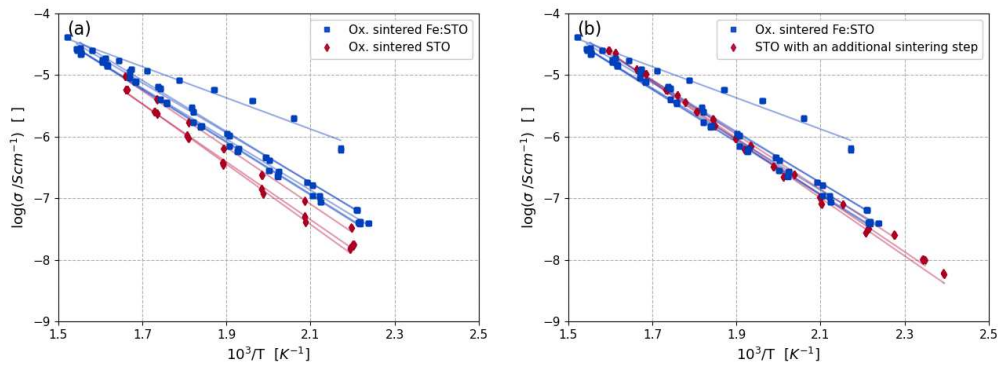 (a)
Ox. sintered Fe:STO
Ox. sintered STO
log(σ /Scm⁻¹) [ ]
−4
−5
−6
−7
−8
−9
1.5 1.7 1.9 2.1 2.3 2.5
10³/T [K⁻¹]
(b)
Ox. sintered Fe:STO
STO with an additional sintering step
log(σ /Scm⁻¹) [ ]
−4
−5
−6
−7
−8
−9
1.5 1.7 1.9 2.1 2.3 2.5
10³/T [K⁻¹]